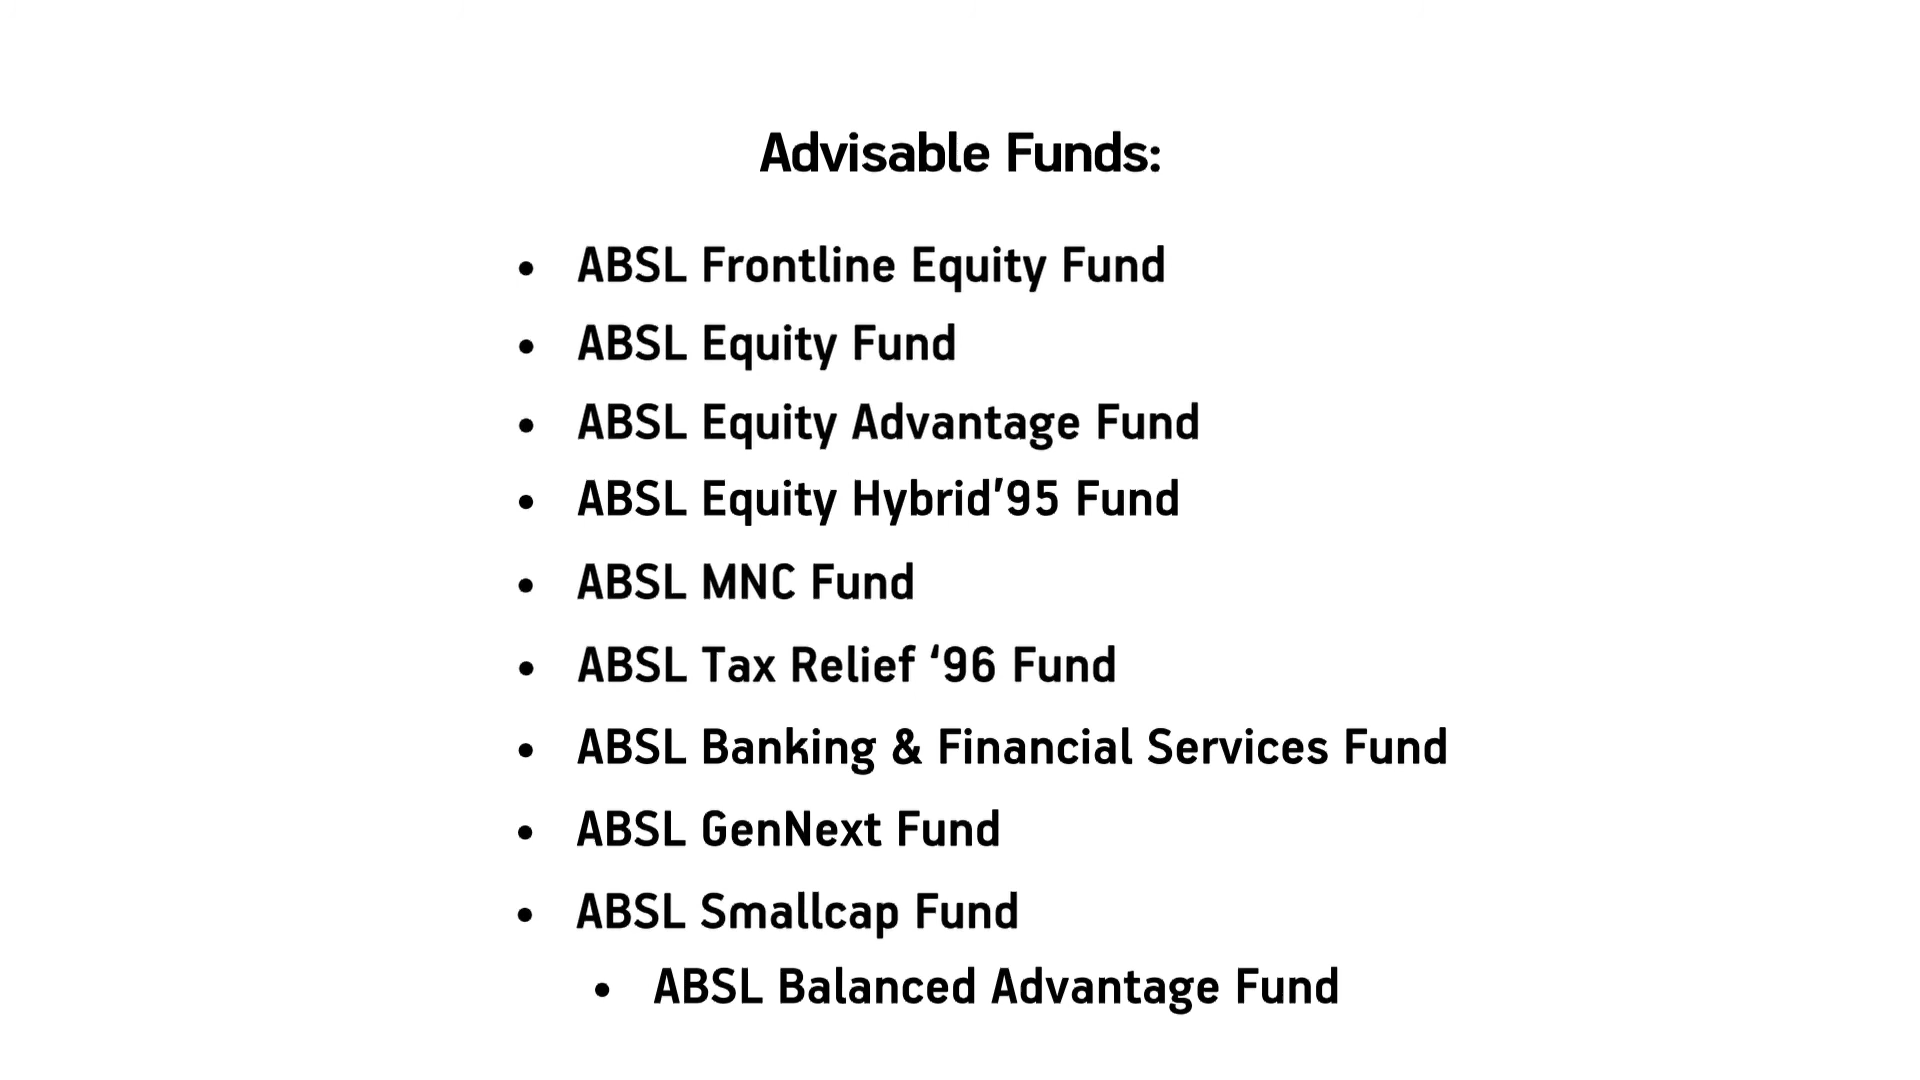 Advisable Funds:
• ABSL Frontline Equity Fund
• ABSL Equity Fund
• ABSL Equity Advantage Fund
• ABSL Equity Hybrid’95 Fund
• ABSL MNC Fund
• ABSL Tax Relief ‘96 Fund
• ABSL Banking & Financial Services Fund
• ABSL GenNext Fund
• ABSL Smallcap Fund
• ABSL Balanced Advantage Fund